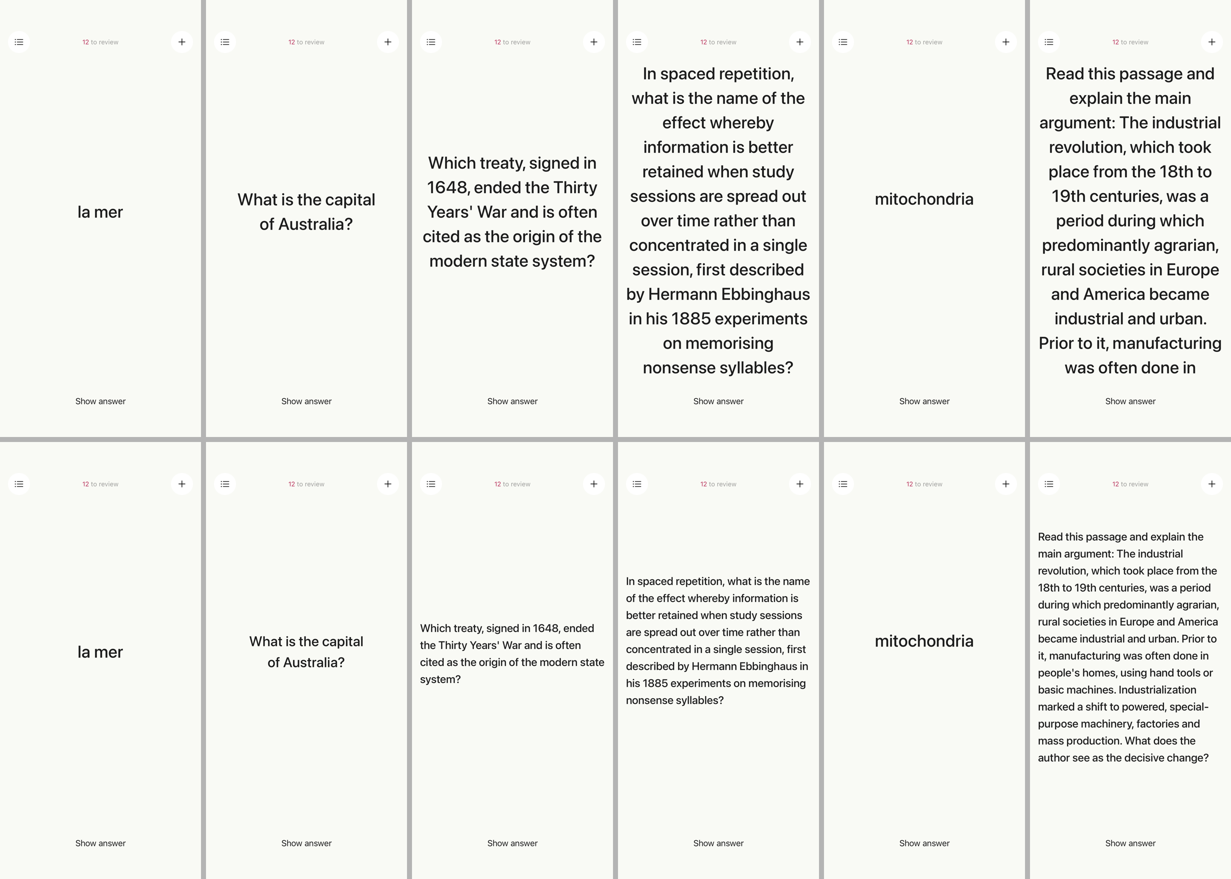 12 to review
la mer
Show answer
12 to review
What is the capital
of Australia?
Show answer
12 to review
Which treaty, signed in
1648, ended the Thirty
Years' War and is often
cited as the origin of the
modern state system?
Show answer
12 to review
In spaced repetition,
what is the name of the
effect whereby
information is better
retained when study
sessions are spread out
over time rather than
concentrated in a single
session, first described
by Hermann Ebbinghaus
in his 1885 experiments
on memorising
nonsense syllables?
Show answer
12 to review
mitochondria
Show answer
12 to review
Read this passage and
explain the main
argument: The industrial
revolution, which took
place from the 18th to
19th centuries, was a
period during which
predominantly agrarian,
rural societies in Europe
and America became
industrial and urban.
Prior to it, manufacturing
was often done in
Show answer
12 to review
la mer
Show answer
12 to review
What is the capital
of Australia?
Show answer
12 to review
Which treaty, signed in 1648, ended
the Thirty Years' War and is often
cited as the origin of the modern state
system?
Show answer
12 to review
In spaced repetition, what is the name
of the effect whereby information is
better retained when study sessions
are spread out over time rather than
concentrated in a single session, first
described by Hermann Ebbinghaus in
his 1885 experiments on memorising
nonsense syllables?
Show answer
12 to review
mitochondria
Show answer
12 to review
Read this passage and explain the
main argument: The industrial
revolution, which took place from the
18th to 19th centuries, was a period
during which predominantly agrarian,
rural societies in Europe and America
became industrial and urban. Prior to
it, manufacturing was often done in
people's homes, using hand tools or
basic machines. Industrialization
marked a shift to powered, special-
purpose machinery, factories and
mass production. What does the
author see as the decisive change?
Show answer